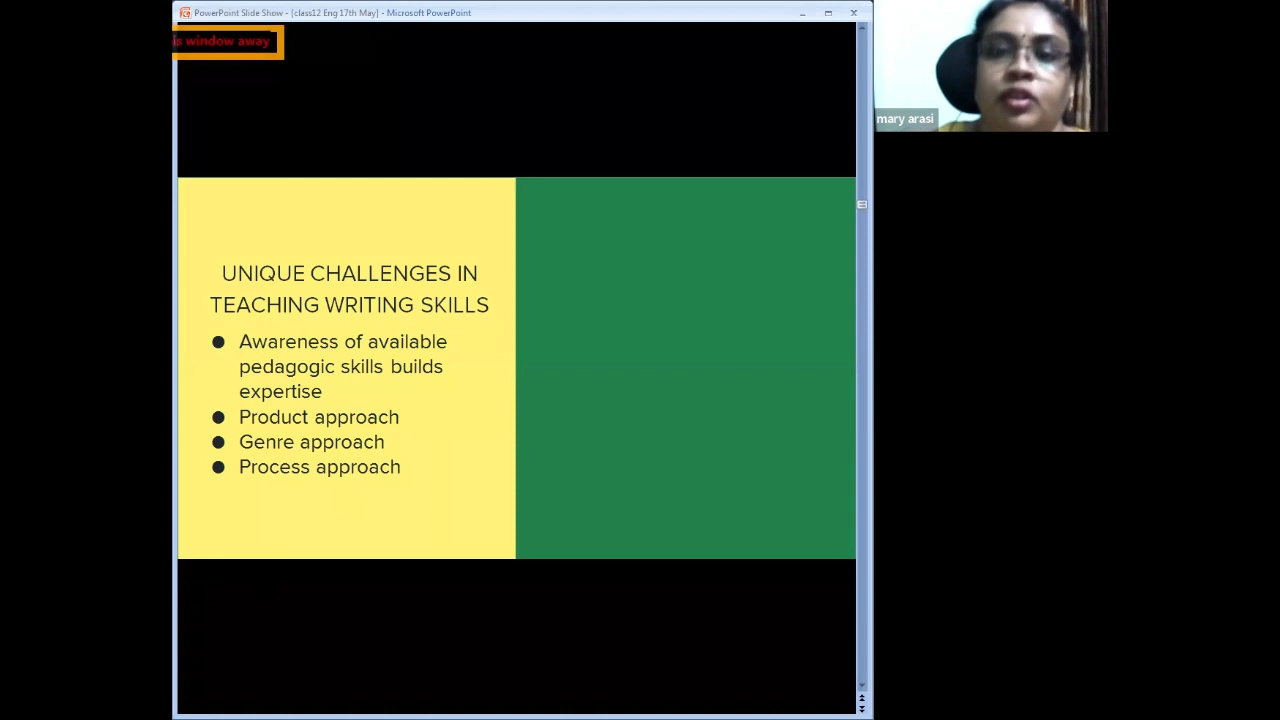 PowerPoint Slide Show - [class12 Eng 17th May] - Microsoft PowerPoint
is window away
mary arasi
UNIQUE CHALLENGES IN
TEACHING WRITING SKILLS
● Awareness of available
pedagogic skills builds
expertise
● Product approach
● Genre approach
● Process approach